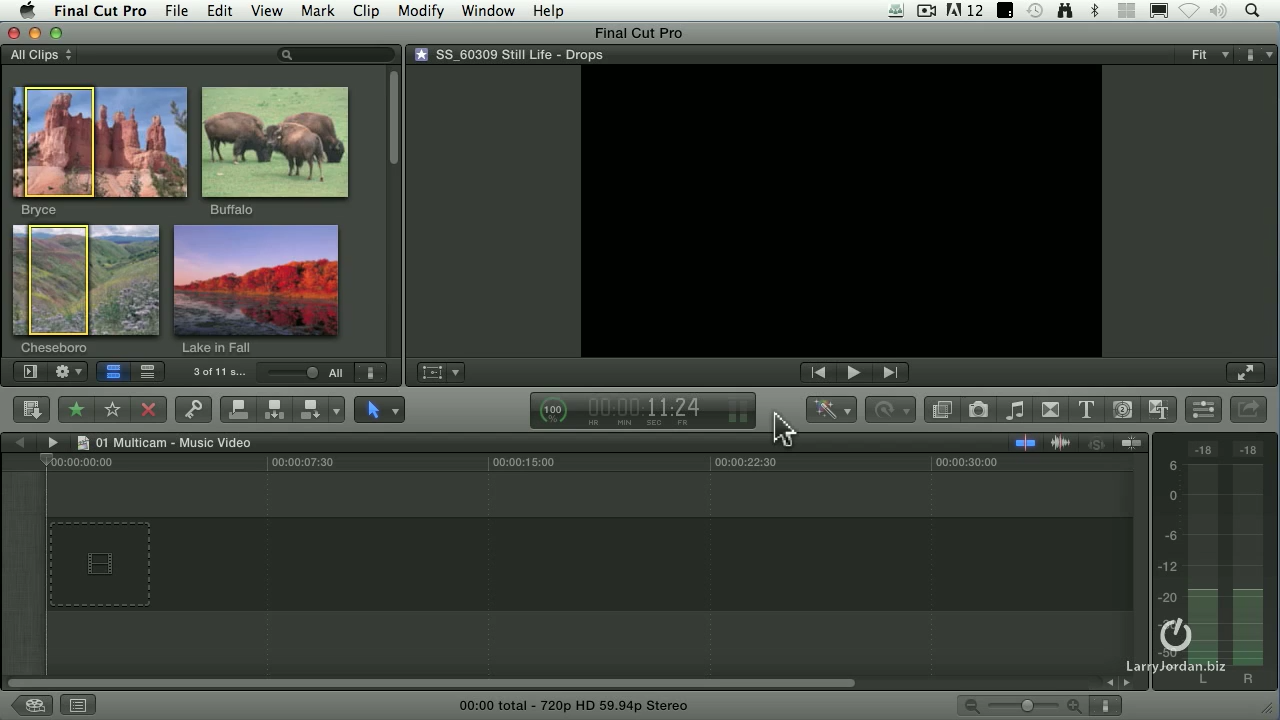 Final Cut Pro File Edit View Mark Clip Modify Window Help 12
Final Cut Pro
All Clips
SS_60309 Still Life - Drops
Fit
Bryce
Buffalo
Cheseboro
Lake in Fall
3 of 11 s...
All
100
%
00:00:11:24
HR MIN SEC FR
T
01 Multicam - Music Video
S
00:00:00:00
00:00:07:30
00:00:15:00
00:00:22:30
00:00:30:00
-18 -18
6
0
-6
-12
-20
-50
LarryJordan.biz
L R
00:00 total - 720p HD 59.94p Stereo